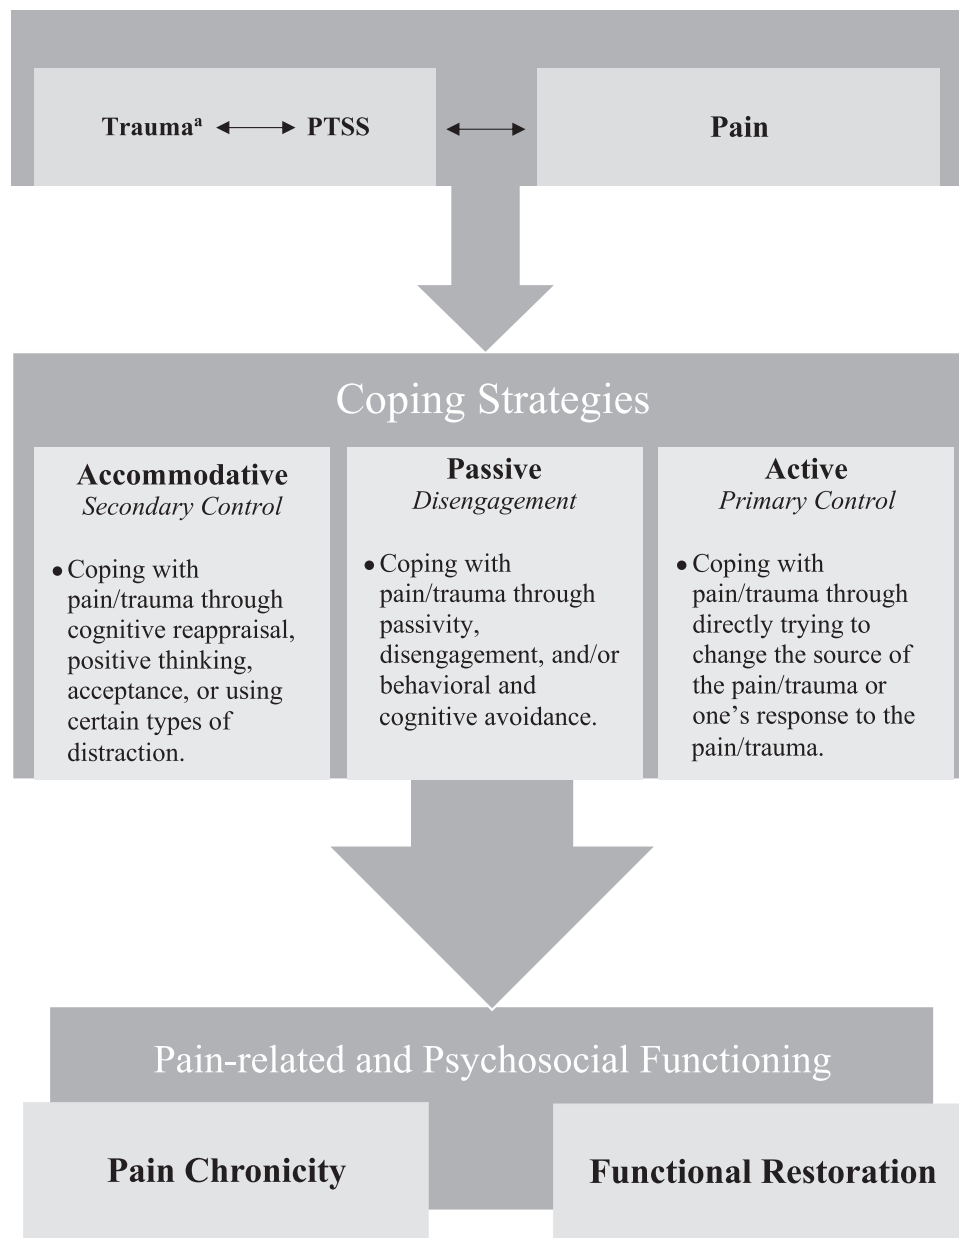 Traumaᵃ PTSS Pain
Coping Strategies
Accommodative
Secondary Control
• Coping with
pain/trauma through
cognitive reappraisal,
positive thinking,
acceptance, or using
certain types of
distraction.
Passive
Disengagement
• Coping with
pain/trauma through
passivity,
disengagement, and/or
behavioral and
cognitive avoidance.
Active
Primary Control
• Coping with
pain/trauma through
directly trying to
change the source of
the pain/trauma or
one’s response to the
pain/trauma.
Pain-related and Psychosocial Functioning
Pain Chronicity
Functional Restoration